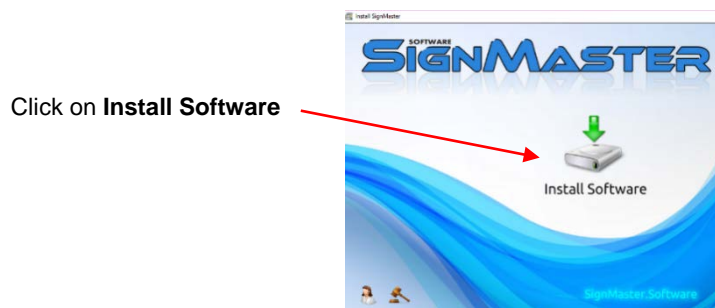 Install SignMaster
SOFTWARE
SIGNMASTER
Click on Install Software
Install Software
SignMaster.Software